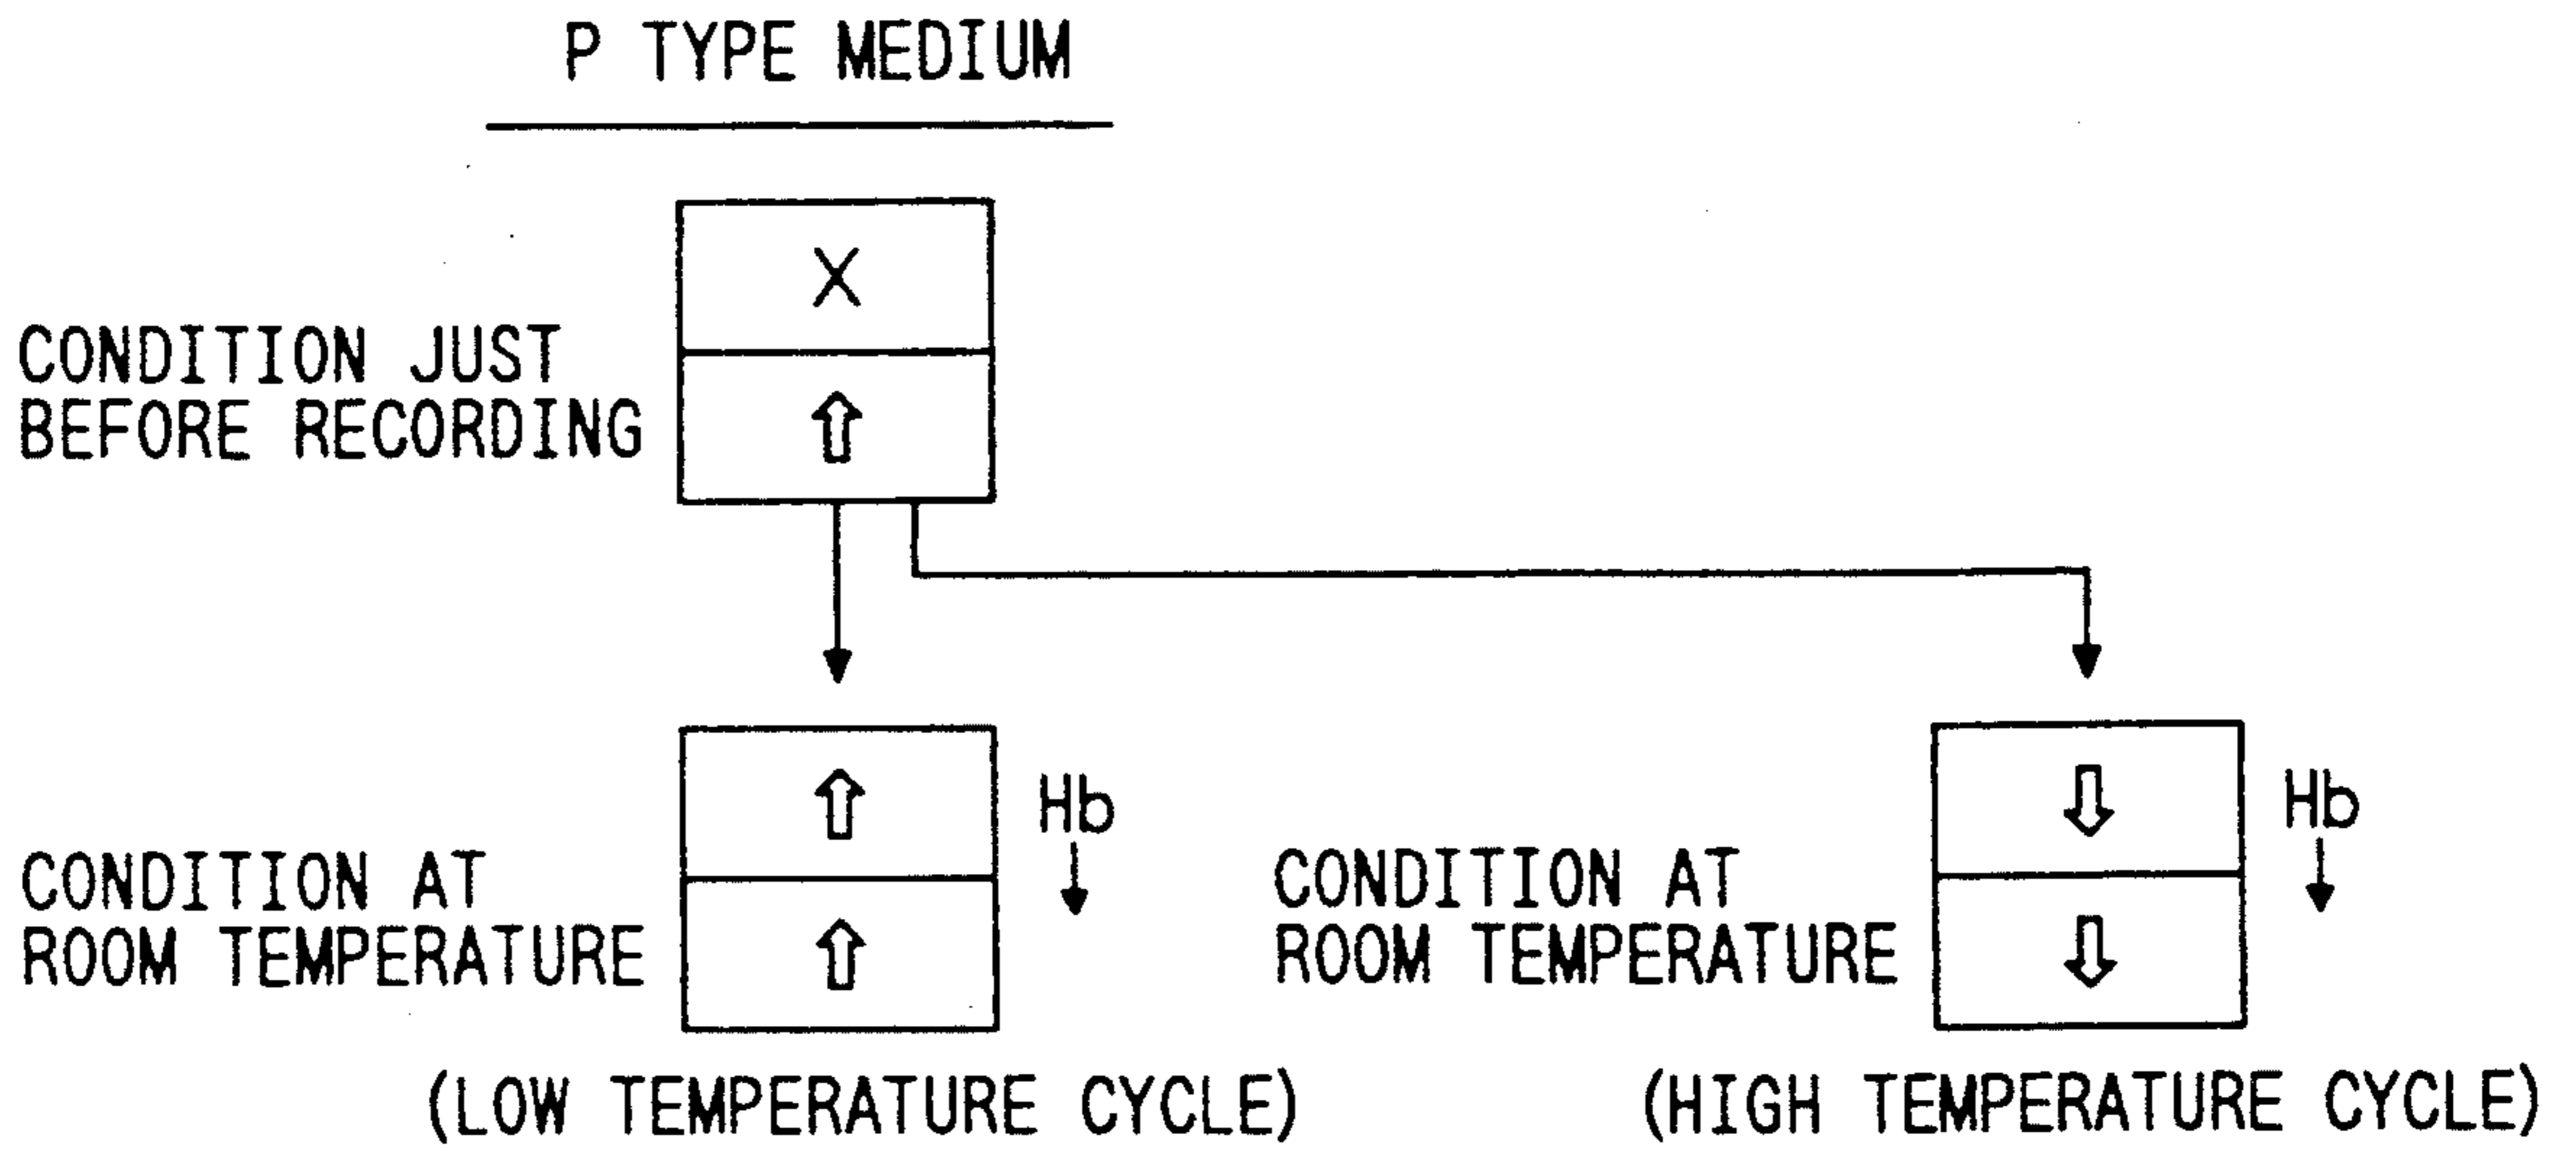 P TYPE MEDIUM
X
CONDITION JUST
BEFORE RECORDING
CONDITION AT
ROOM TEMPERATURE
Hb
(LOW TEMPERATURE CYCLE)
CONDITION AT
ROOM TEMPERATURE
Hb
(HIGH TEMPERATURE CYCLE)